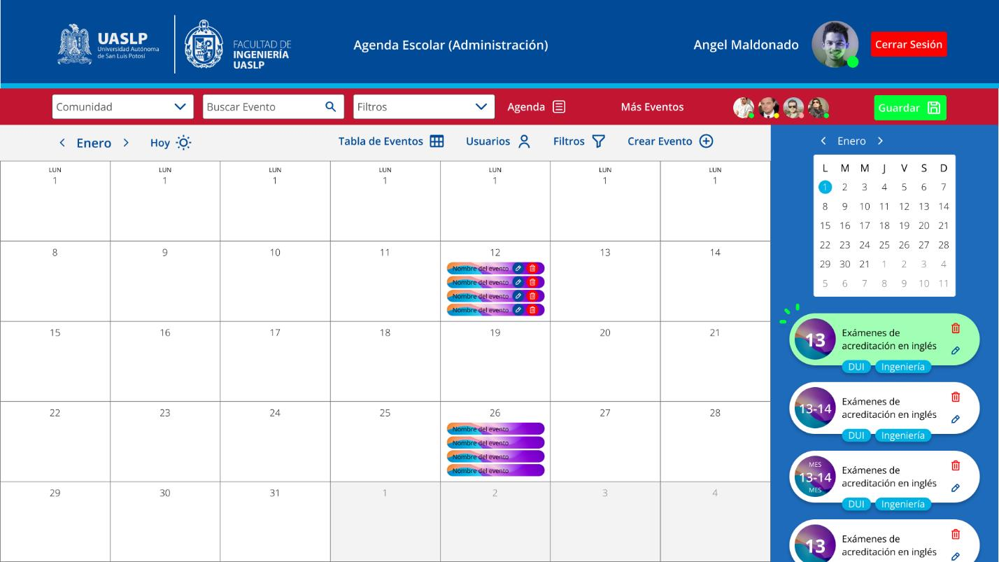 UASLP
Universidad Autónoma
de San Luis Potosí
FACULTAD DE
INGENIERÍA
UASLP
Agenda Escolar (Administración)
Angel Maldonado
Cerrar Sesión
Comunidad
Buscar Evento
Filtros
Agenda
Más Eventos
Guardar
Enero
Hoy
Tabla de Eventos
Usuarios
Filtros
Crear Evento
LUN LUN LUN LUN LUN LUN LUN
1 1 1 1 1 1 1
8 9 10 11 12 13 14
Nombre del evento
Nombre del evento
Nombre del evento
Nombre del evento
15 16 17 18 19 20 21
22 23 24 25 26 27 28
Nombre del evento
Nombre del evento
Nombre del evento
Nombre del evento
29 30 31 1 2 3 4
Enero
L M M J V S D
1 2 3 4 5 6 7
8 9 10 11 12 13 14
15 16 17 18 19 20 21
22 23 24 25 26 27 28
29 30 21 1 2 3 4
5 6 7 8 9 10 11
13
Exámenes de
acreditación en inglés
DUI Ingeniería
13-14
Exámenes de
acreditación en inglés
DUI Ingeniería
MES
13-14
MES
Exámenes de
acreditación en inglés
DUI Ingeniería
13
Exámenes de
acreditación en inglés